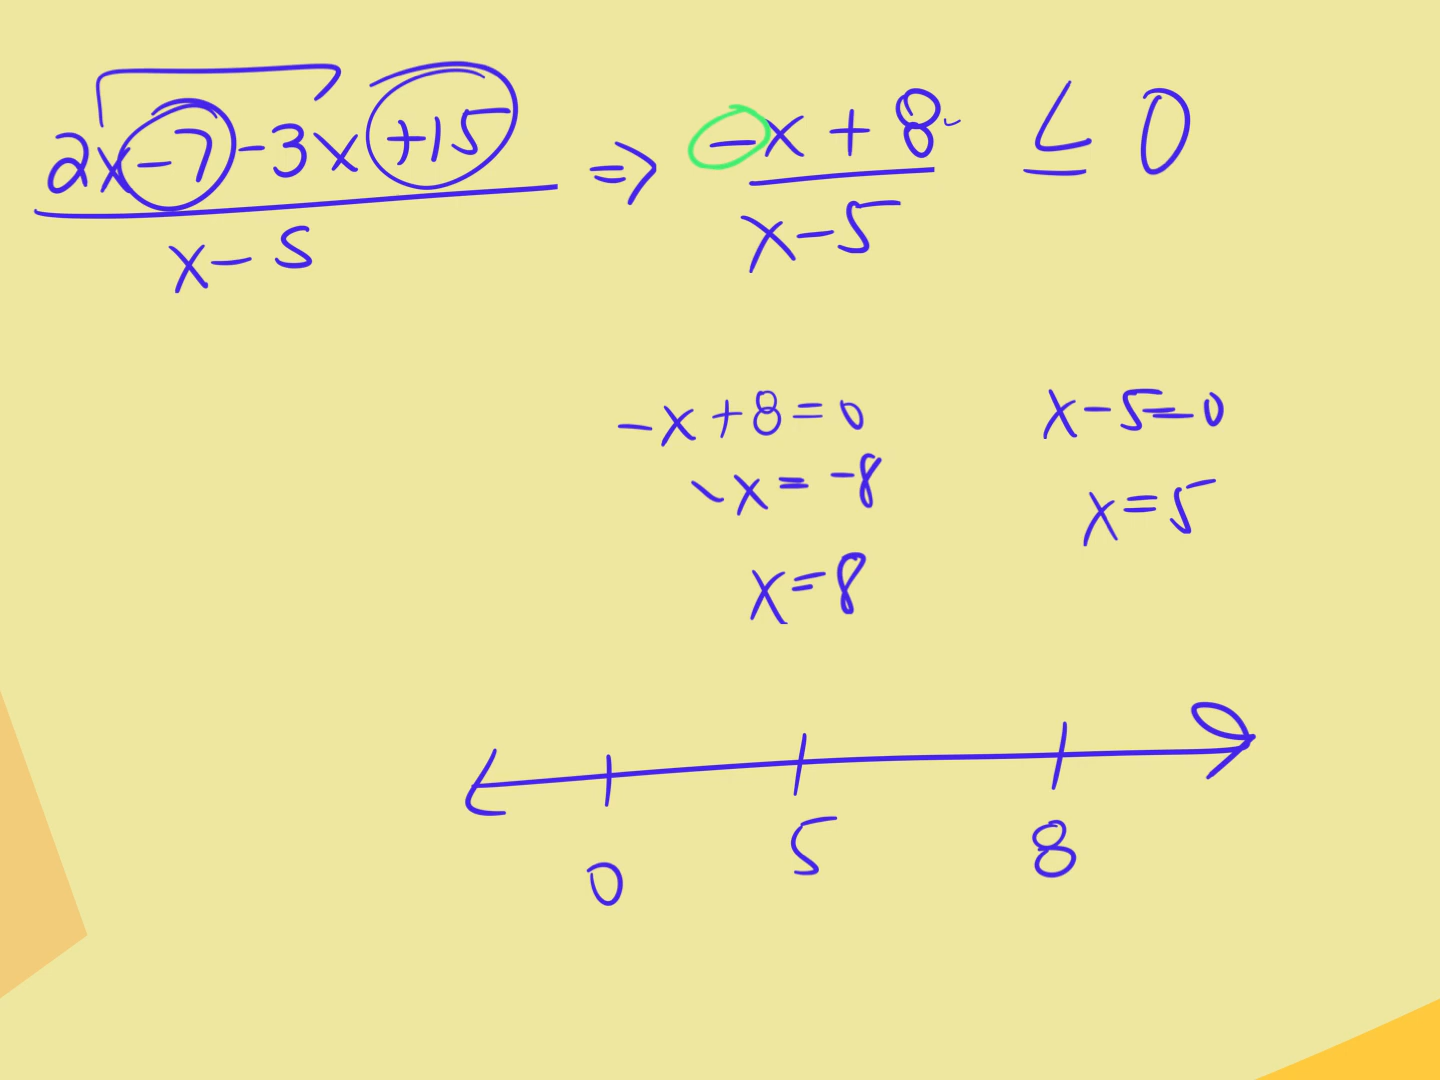 2x-7-3x+15 => -x+8 ≤ 0
x-5 x-5
-x+8=0 x-5=0
-x=-8 x=5
x=8
0 5 8